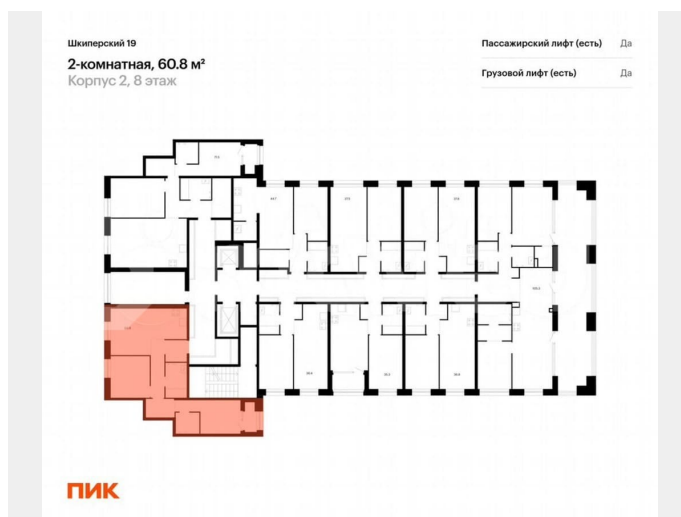 Шкиперский 19
2-комнатная, 60.8 м²
Корпус 2, 8 этаж
Пассажирский лифт (есть) Да
Грузовой лифт (есть) Да
ПИК